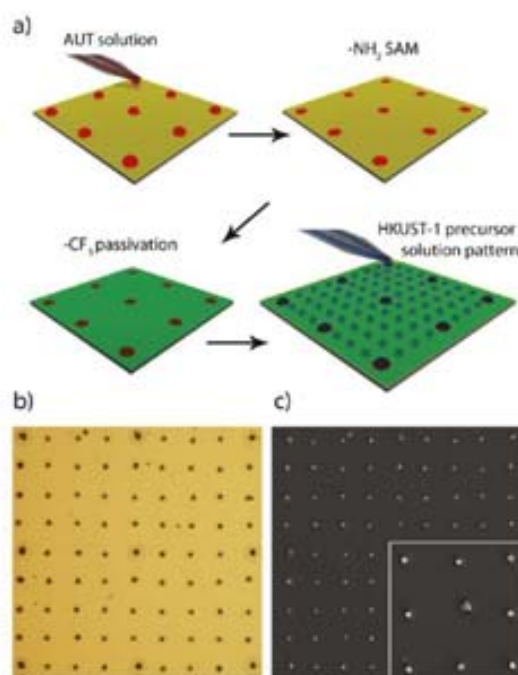 a)
AUT solution
-NH₂ SAM
-CF₃ passivation
HKUST-1 precursor
solution pattern
b)
c)